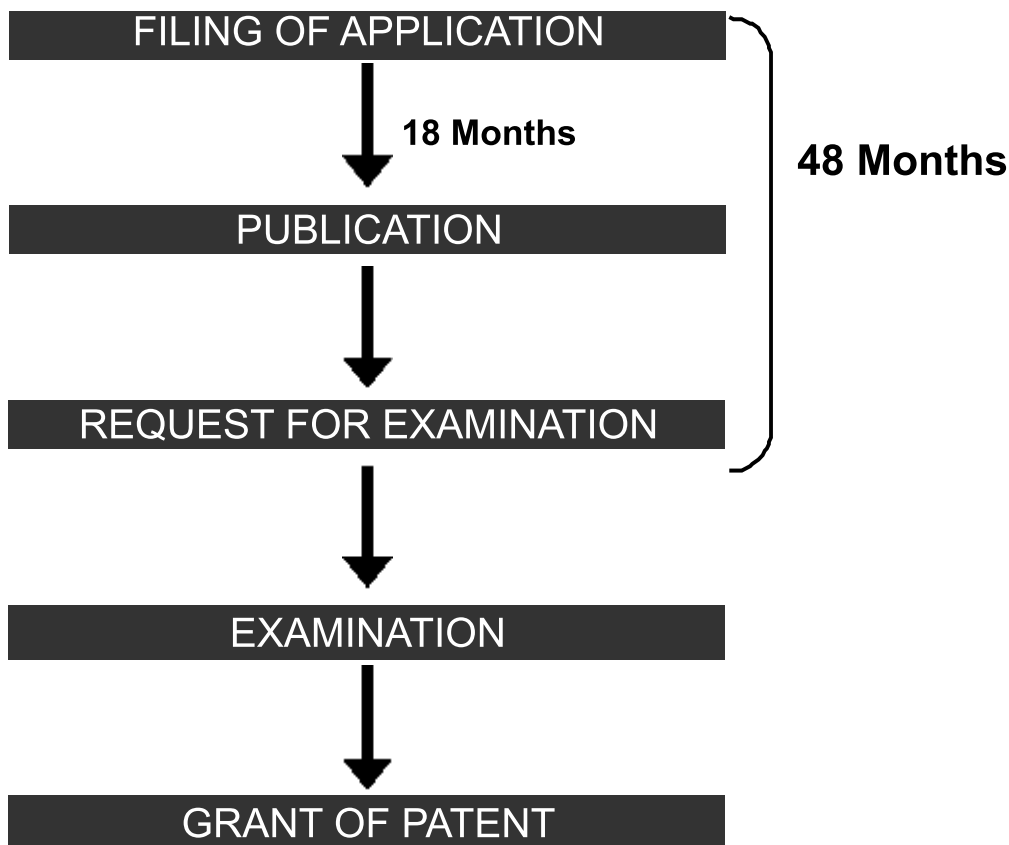 FILING OF APPLICATION
18 Months
48 Months
PUBLICATION
REQUEST FOR EXAMINATION
EXAMINATION
GRANT OF PATENT